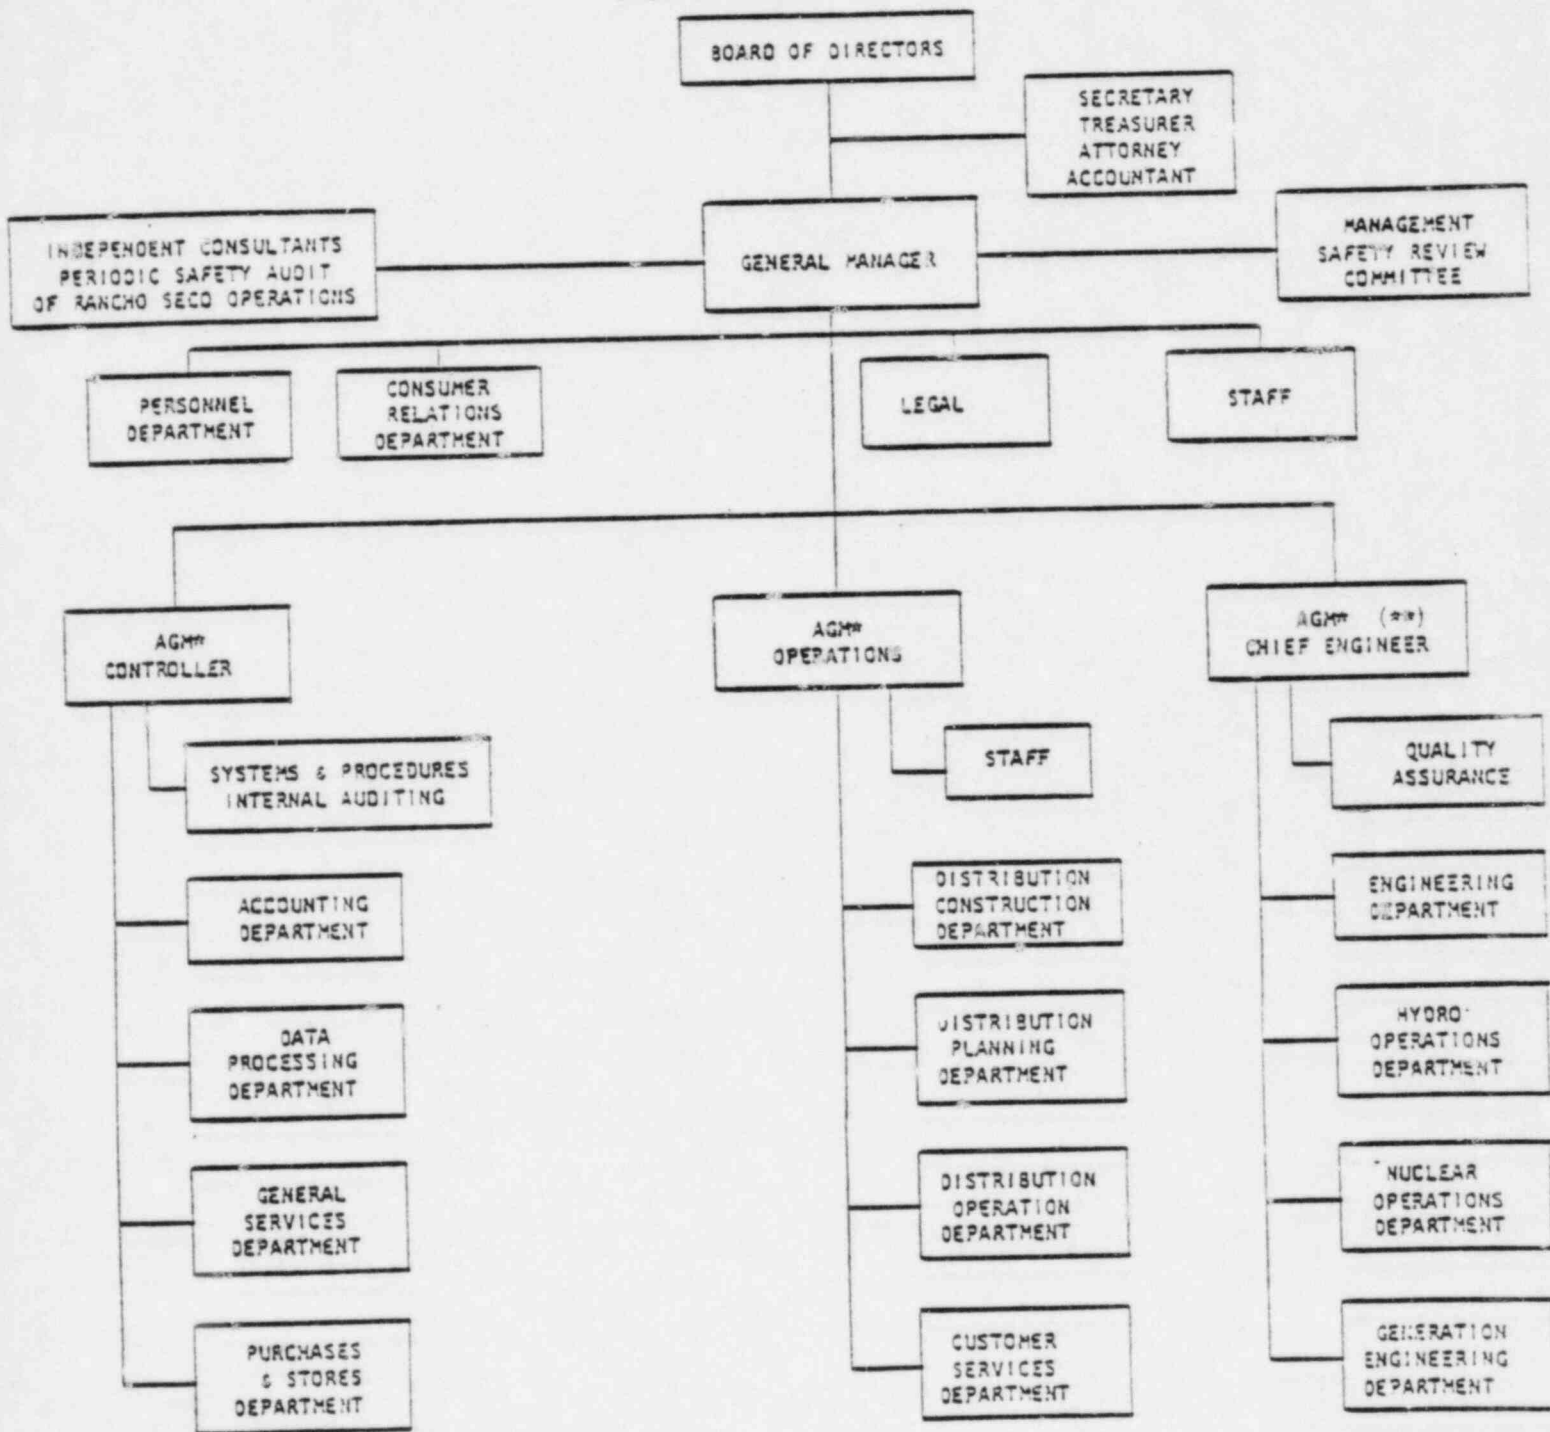 BOARD OF DIRECTORS
SECRETARY
TREASURER
ATTORNEY
ACCOUNTANT
INDEPENDENT CONSULTANTS
PERIODIC SAFETY AUDIT
OF RANCHO SECO OPERATIONS
GENERAL MANAGER
MANAGEMENT
SAFETY REVIEW
COMMITTEE
PERSONNEL
DEPARTMENT
CONSUMER
RELATIONS
DEPARTMENT
LEGAL
STAFF
AGM*
CONTROLLER
AGM*
OPERATIONS
AGM* (**)
CHIEF ENGINEER
SYSTEMS & PROCEDURES
INTERNAL AUDITING
STAFF
QUALITY
ASSURANCE
ACCOUNTING
DEPARTMENT
DISTRIBUTION
CONSTRUCTION
DEPARTMENT
ENGINEERING
DEPARTMENT
DATA
PROCESSING
DEPARTMENT
DISTRIBUTION
PLANNING
DEPARTMENT
HYDRO-
OPERATIONS
DEPARTMENT
GENERAL
SERVICES
DEPARTMENT
DISTRIBUTION
OPERATION
DEPARTMENT
NUCLEAR
OPERATIONS
DEPARTMENT
PURCHASES
& STORES
DEPARTMENT
CUSTOMER
SERVICES
DEPARTMENT
GENERATION
ENGINEERING
DEPARTMENT